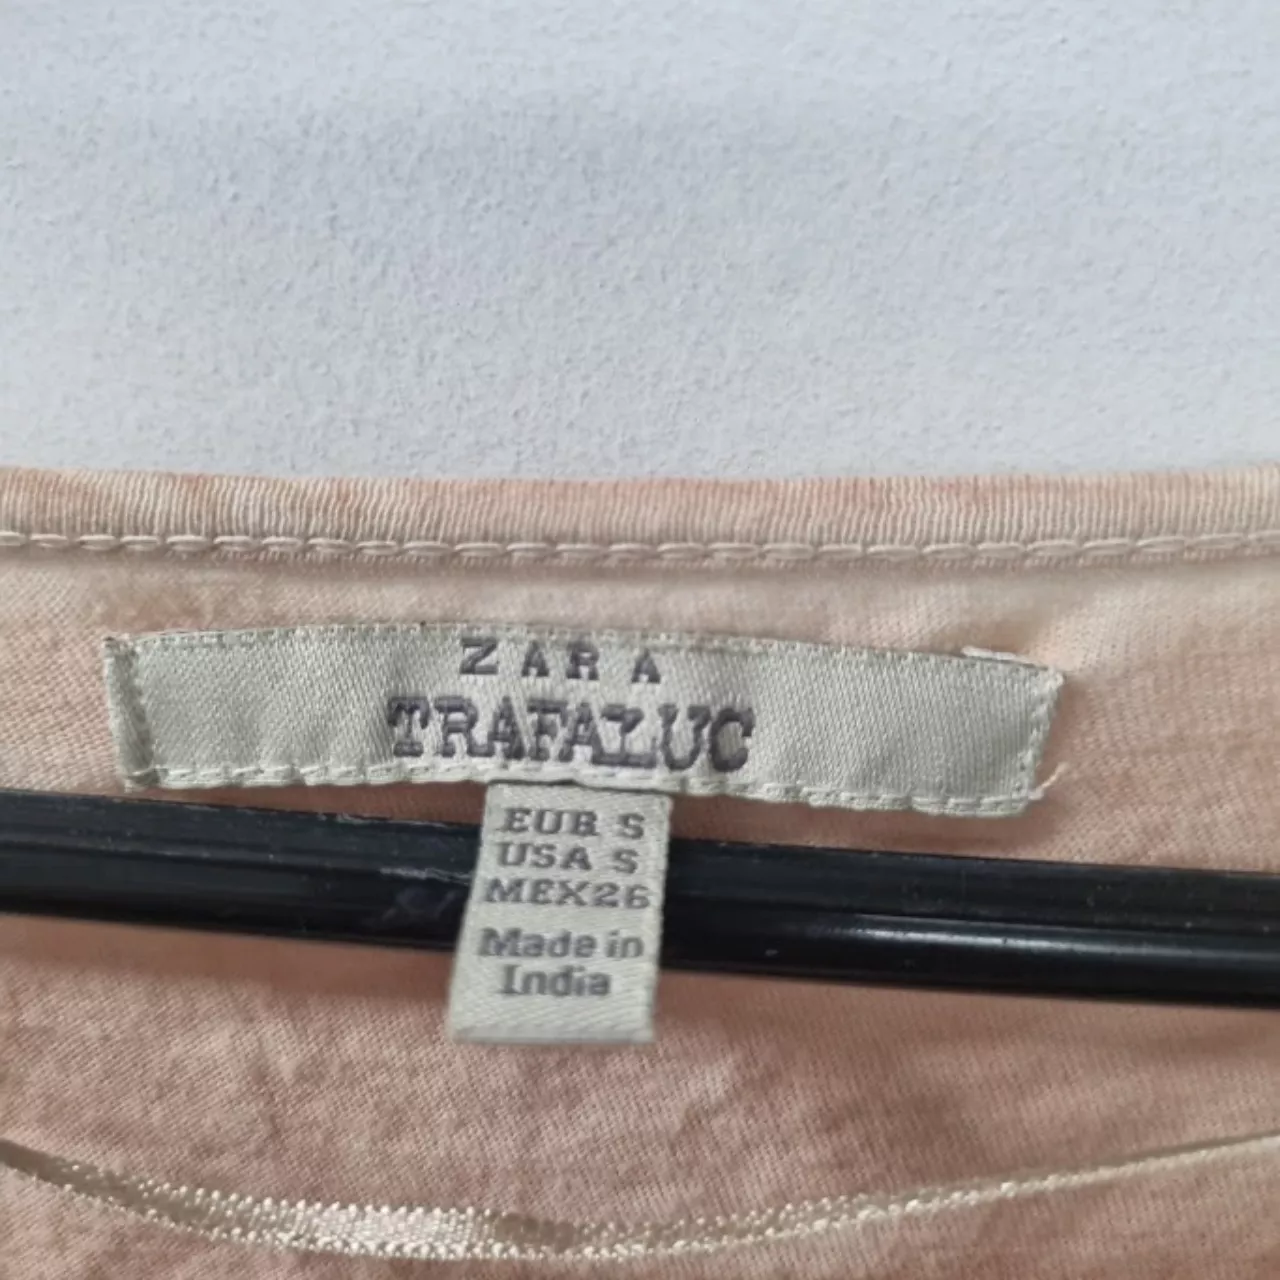 ZARA
TRAFALUC
EUR S
USA S
MEX26
Made in
India